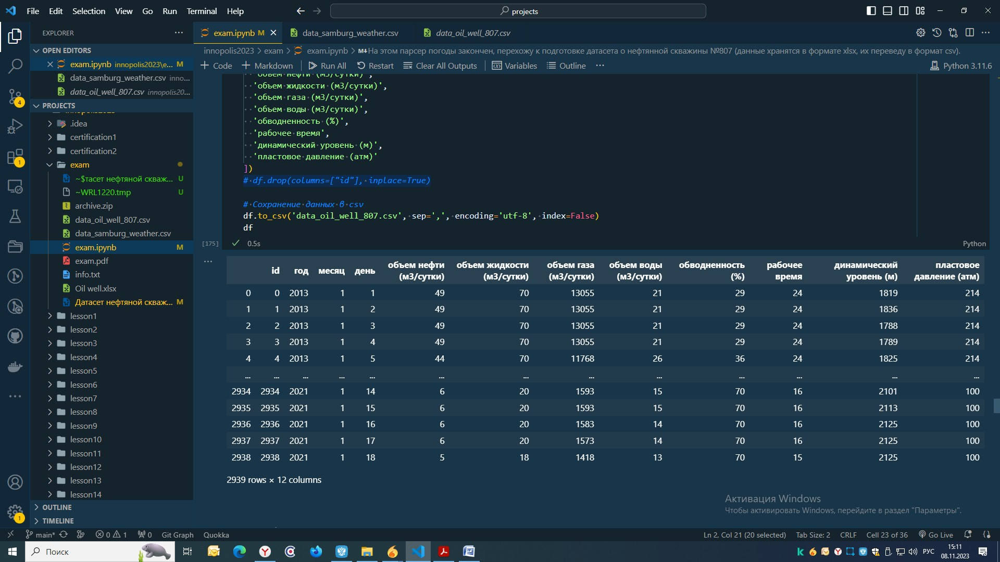 File Edit Selection View Go Run Terminal Help
projects
EXPLORER
exam.ipynb M
data_samburg_weather.csv
data_oil_well_807.csv
OPEN EDITORS
exam.ipynb innopolis2023\e... M
data_samburg_weather.csv inno...
data_oil_well_807.csv innopolis20...
PROJECTS
.idea
certification1
certification2
exam
~$тасет нефтяной скваж... U
~WRL1220.tmp U
archive.zip
data_oil_well_807.csv
data_samburg_weather.csv
exam.ipynb M
exam.pdf
info.txt
Oil well.xlsx
Датасет нефтяной скваж... M
lesson1
lesson2
lesson3
lesson4
lesson5
lesson6
lesson7
lesson8
lesson9
lesson10
lesson11
lesson12
lesson13
lesson14
OUTLINE
TIMELINE
innopolis2023 > exam > exam.ipynb > M↓На этом парсер погоды закончен, перехожу к подготовке датасета о нефтянной скважины №807 (данные хранятся в формате xlsx, их переведу в формат csv).
+ Code + Markdown Run All Restart Clear All Outputs Variables Outline ... Python 3.11.6
'объем нефти (м3/сутки)',
'объем жидкости (м3/сутки)',
'объем газа (м3/сутки)',
'объем воды (м3/сутки)',
'обводненность (%)',
'рабочее время',
'динамический уровень (м)',
'пластовое давление (атм)'
])
# df.drop(columns=["id"], inplace=True)
# Сохранение данных в csv
df.to_csv('data_oil_well_807.csv', sep=',', encoding='utf-8', index=False)
df
[175] 0.5s Python
id год месяц день объем нефти (м3/сутки) объем жидкости (м3/сутки) объем газа (м3/сутки) объем воды (м3/сутки) обводненность (%) рабочее время динамический уровень (м) пластовое давление (атм)
0 0 2013 1 1 49 70 13055 21 29 24 1819 214
1 1 2013 1 2 49 70 13055 21 29 24 1836 214
2 2 2013 1 3 49 70 13055 21 29 24 1788 214
3 3 2013 1 4 49 70 13055 21 29 24 1789 214
4 4 2013 1 5 44 70 11768 26 36 24 1825 214
... ... ... ... ... ... ... ... ... ... ... ... ...
2934 2934 2021 1 14 6 20 1593 15 70 16 2101 100
2935 2935 2021 1 15 6 20 1593 15 70 16 2113 100
2936 2936 2021 1 16 6 20 1583 14 70 16 2125 100
2937 2937 2021 1 17 6 20 1573 14 70 16 2125 100
2938 2938 2021 1 18 5 18 1418 13 70 15 2125 100
2939 rows × 12 columns
Активация Windows
Чтобы активировать Windows, перейдите в раздел "Параметры".
main* 0 1 0 Git Graph Quokka Ln 2, Col 21 (20 selected) Tab Size: 2 CRLF Cell 23 of 36 Go Live
Поиск
РУС
15:11
08.11.2023